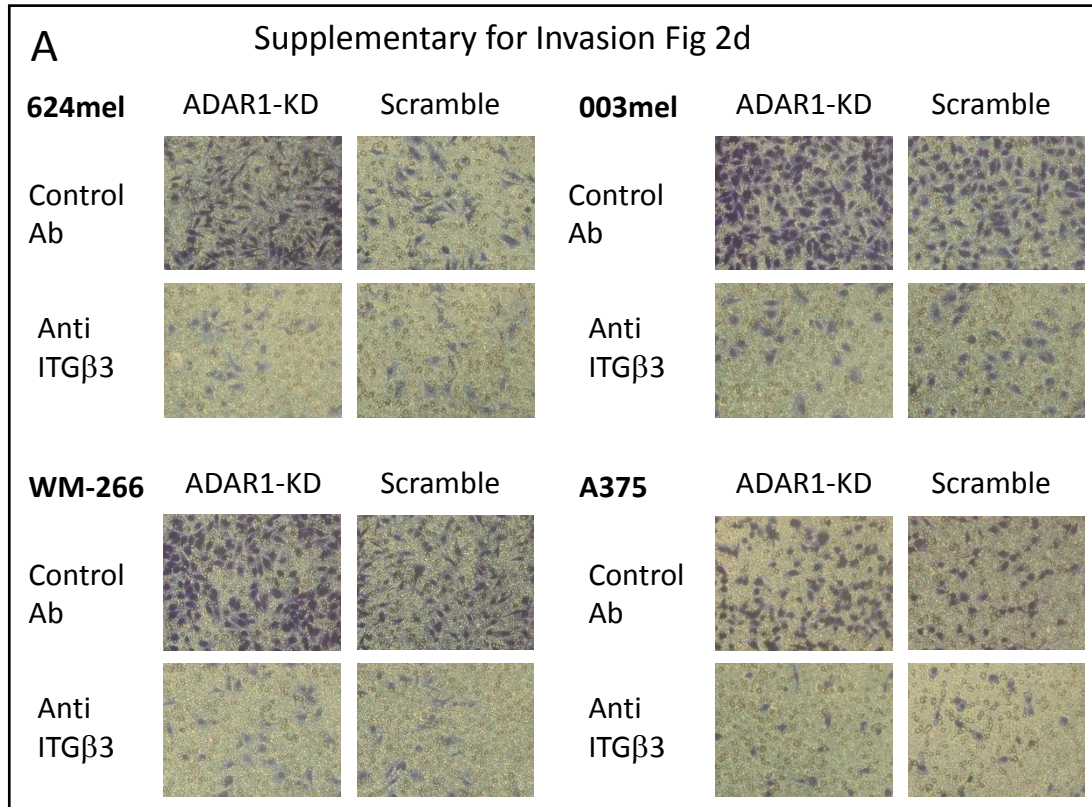 A
Supplementary for Invasion Fig 2d
624mel ADAR1-KD Scramble
Control
Ab
Anti
ITGβ3
003mel ADAR1-KD Scramble
Control
Ab
Anti
ITGβ3
WM-266 ADAR1-KD Scramble
Control
Ab
Anti
ITGβ3
A375 ADAR1-KD Scramble
Control
Ab
Anti
ITGβ3